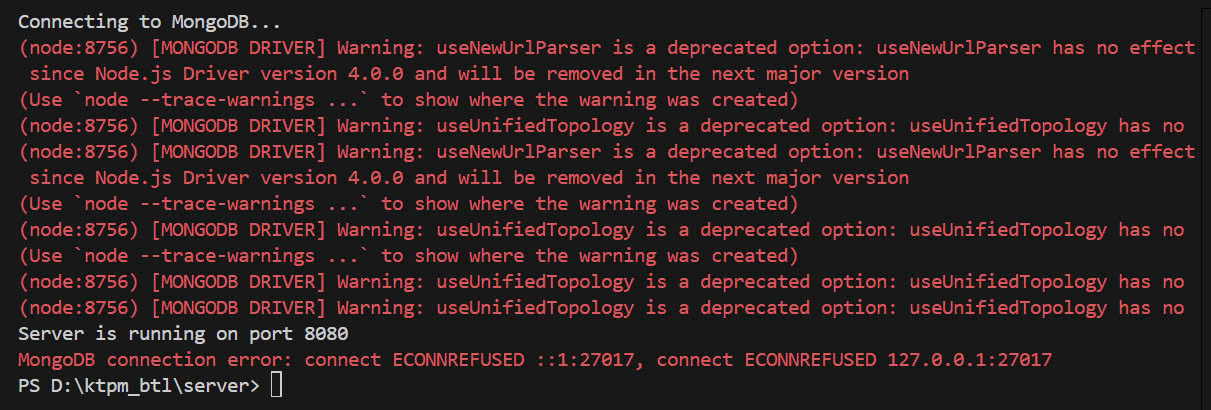 Connecting to MongoDB...
(node:8756) [MONGODB DRIVER] Warning: useNewUrlParser is a deprecated option: useNewUrlParser has no effect
since Node.js Driver version 4.0.0 and will be removed in the next major version
(Use `node --trace-warnings ...` to show where the warning was created)
(node:8756) [MONGODB DRIVER] Warning: useUnifiedTopology is a deprecated option: useUnifiedTopology has no
(node:8756) [MONGODB DRIVER] Warning: useNewUrlParser is a deprecated option: useNewUrlParser has no effect
since Node.js Driver version 4.0.0 and will be removed in the next major version
(Use `node --trace-warnings ...` to show where the warning was created)
(node:8756) [MONGODB DRIVER] Warning: useUnifiedTopology is a deprecated option: useUnifiedTopology has no
(Use `node --trace-warnings ...` to show where the warning was created)
(node:8756) [MONGODB DRIVER] Warning: useUnifiedTopology is a deprecated option: useUnifiedTopology has no
(node:8756) [MONGODB DRIVER] Warning: useUnifiedTopology is a deprecated option: useUnifiedTopology has no
Server is running on port 8080
MongoDB connection error: connect ECONNREFUSED ::1:27017, connect ECONNREFUSED 127.0.0.1:27017
PS D:\ktpm_btl\server>